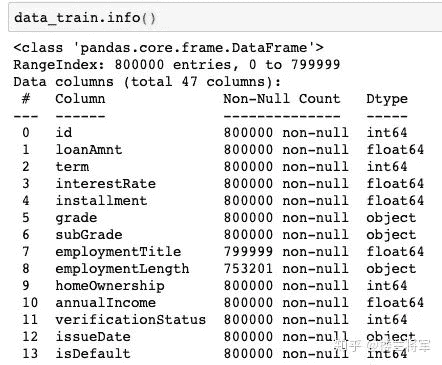 data_train.info()
<class 'pandas.core.frame.DataFrame'>
RangeIndex: 800000 entries, 0 to 799999
Data columns (total 47 columns):
 #   Column              Non-Null Count   Dtype
---  ------              --------------   -----
 0   id                  800000 non-null  int64
 1   loanAmnt            800000 non-null  float64
 2   term                800000 non-null  int64
 3   interestRate        800000 non-null  float64
 4   installment         800000 non-null  float64
 5   grade               800000 non-null  object
 6   subGrade            800000 non-null  object
 7   employmentTitle     799999 non-null  float64
 8   employmentLength    753201 non-null  object
 9   homeOwnership       800000 non-null  int64
 10  annualIncome        800000 non-null  float64
 11  verificationStatus  800000 non-null  int64
 12  issueDate           800000 non-null  object
 13  isDefault           800000 non-null  int64
知乎